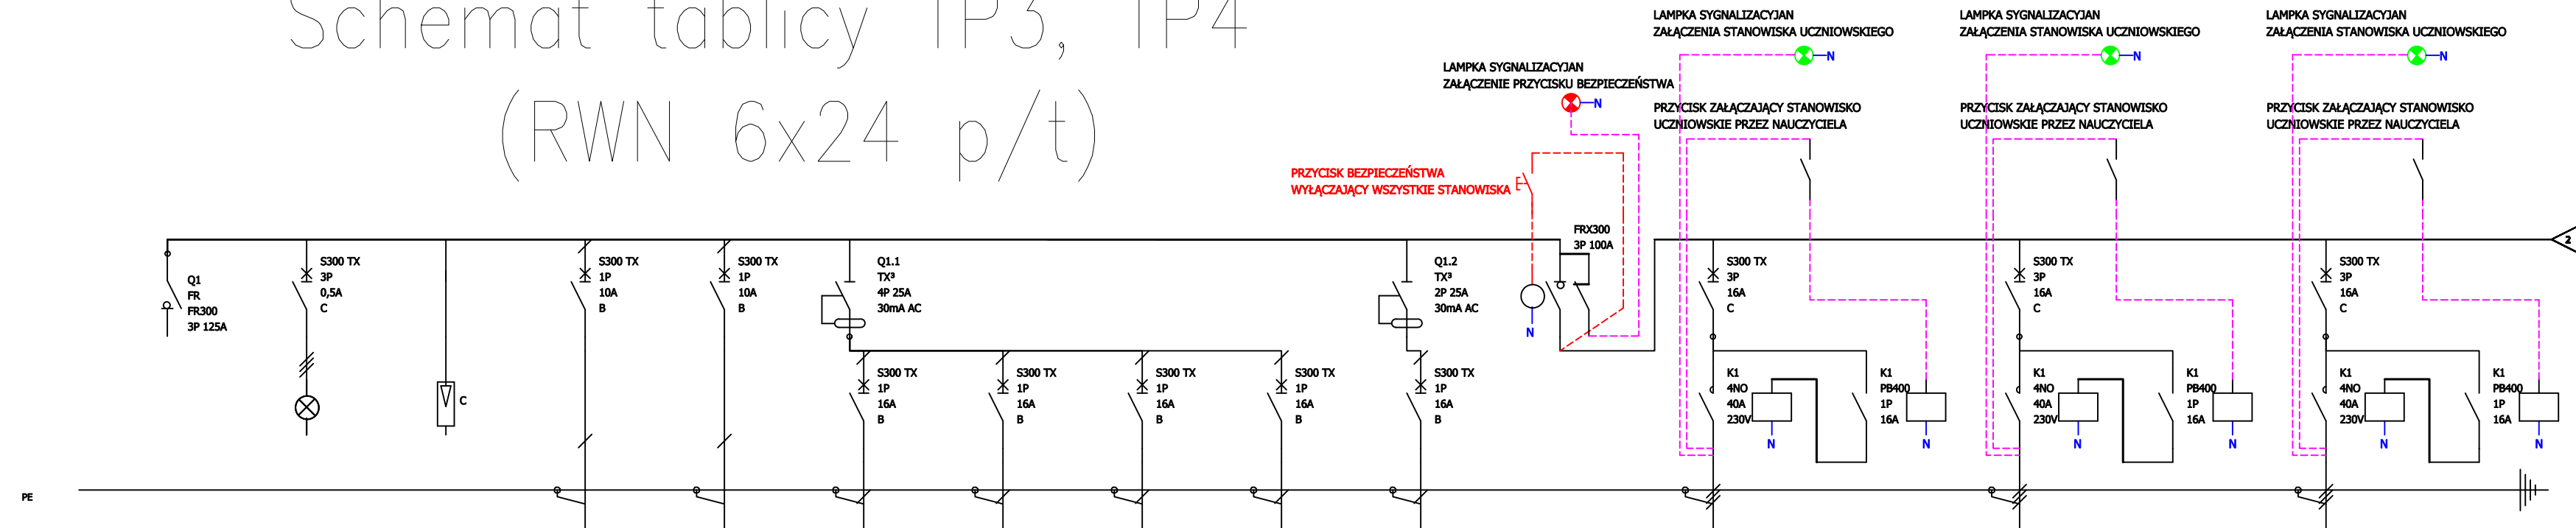 Schemat tablicy TP3, TP4
(RWN 6x24 p/t)
LAMPKA SYGNALIZACYJAN
ZAŁĄCZENIE PRZYCISKU BEZPIECZEŃSTWA
N
LAMPKA SYGNALIZACYJAN
ZAŁĄCZENIA STANOWISKA UCZNIOWSKIEGO
N
LAMPKA SYGNALIZACYJAN
ZAŁĄCZENIA STANOWISKA UCZNIOWSKIEGO
N
LAMPKA SYGNALIZACYJAN
ZAŁĄCZENIA STANOWISKA UCZNIOWSKIEGO
N
PRZYCISK ZAŁĄCZAJĄCY STANOWISKO
UCZNIOWSKIE PRZEZ NAUCZYCIELA
PRZYCISK ZAŁĄCZAJĄCY STANOWISKO
UCZNIOWSKIE PRZEZ NAUCZYCIELA
PRZYCISK ZAŁĄCZAJĄCY STANOWISKO
UCZNIOWSKIE PRZEZ NAUCZYCIELA
PRZYCISK BEZPIECZEŃSTWA
WYŁĄCZAJĄCY WSZYSTKIE STANOWISKA
Q1
FR
FR300
3P 125A
S300 TX
3P
0,5A
C
C
S300 TX
1P
10A
B
S300 TX
1P
10A
B
Q1.1
TX³
4P 25A
30mA AC
Q1.2
TX³
2P 25A
30mA AC
N
FRX300
3P 100A
S300 TX
3P
16A
C
S300 TX
3P
16A
C
S300 TX
3P
16A
C
2
S300 TX
1P
16A
B
S300 TX
1P
16A
B
S300 TX
1P
16A
B
S300 TX
1P
16A
B
S300 TX
1P
16A
B
K1
4NO
40A
230V
N
K1
PB400
1P
16A
N
K1
4NO
40A
230V
N
K1
PB400
1P
16A
N
K1
4NO
40A
230V
N
K1
PB400
1P
16A
N
PE